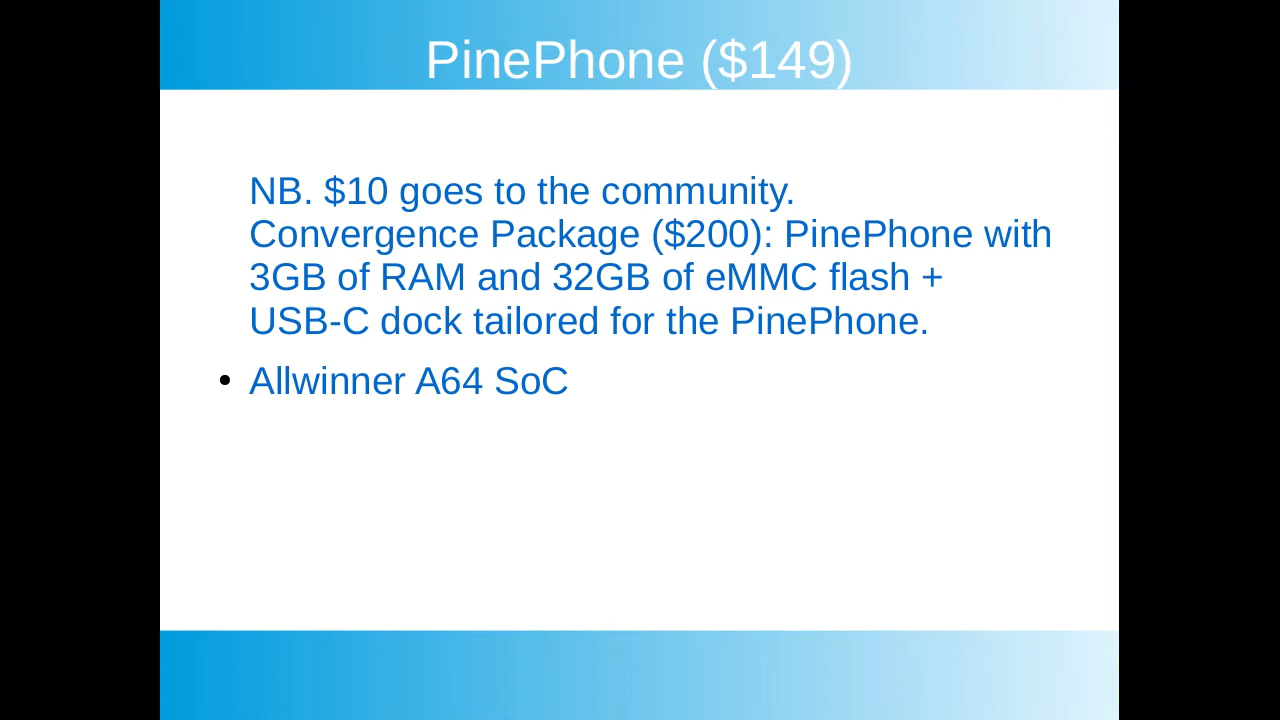 PinePhone ($149)
NB. $10 goes to the community.
Convergence Package ($200): PinePhone with
3GB of RAM and 32GB of eMMC flash +
USB-C dock tailored for the PinePhone.
• Allwinner A64 SoC